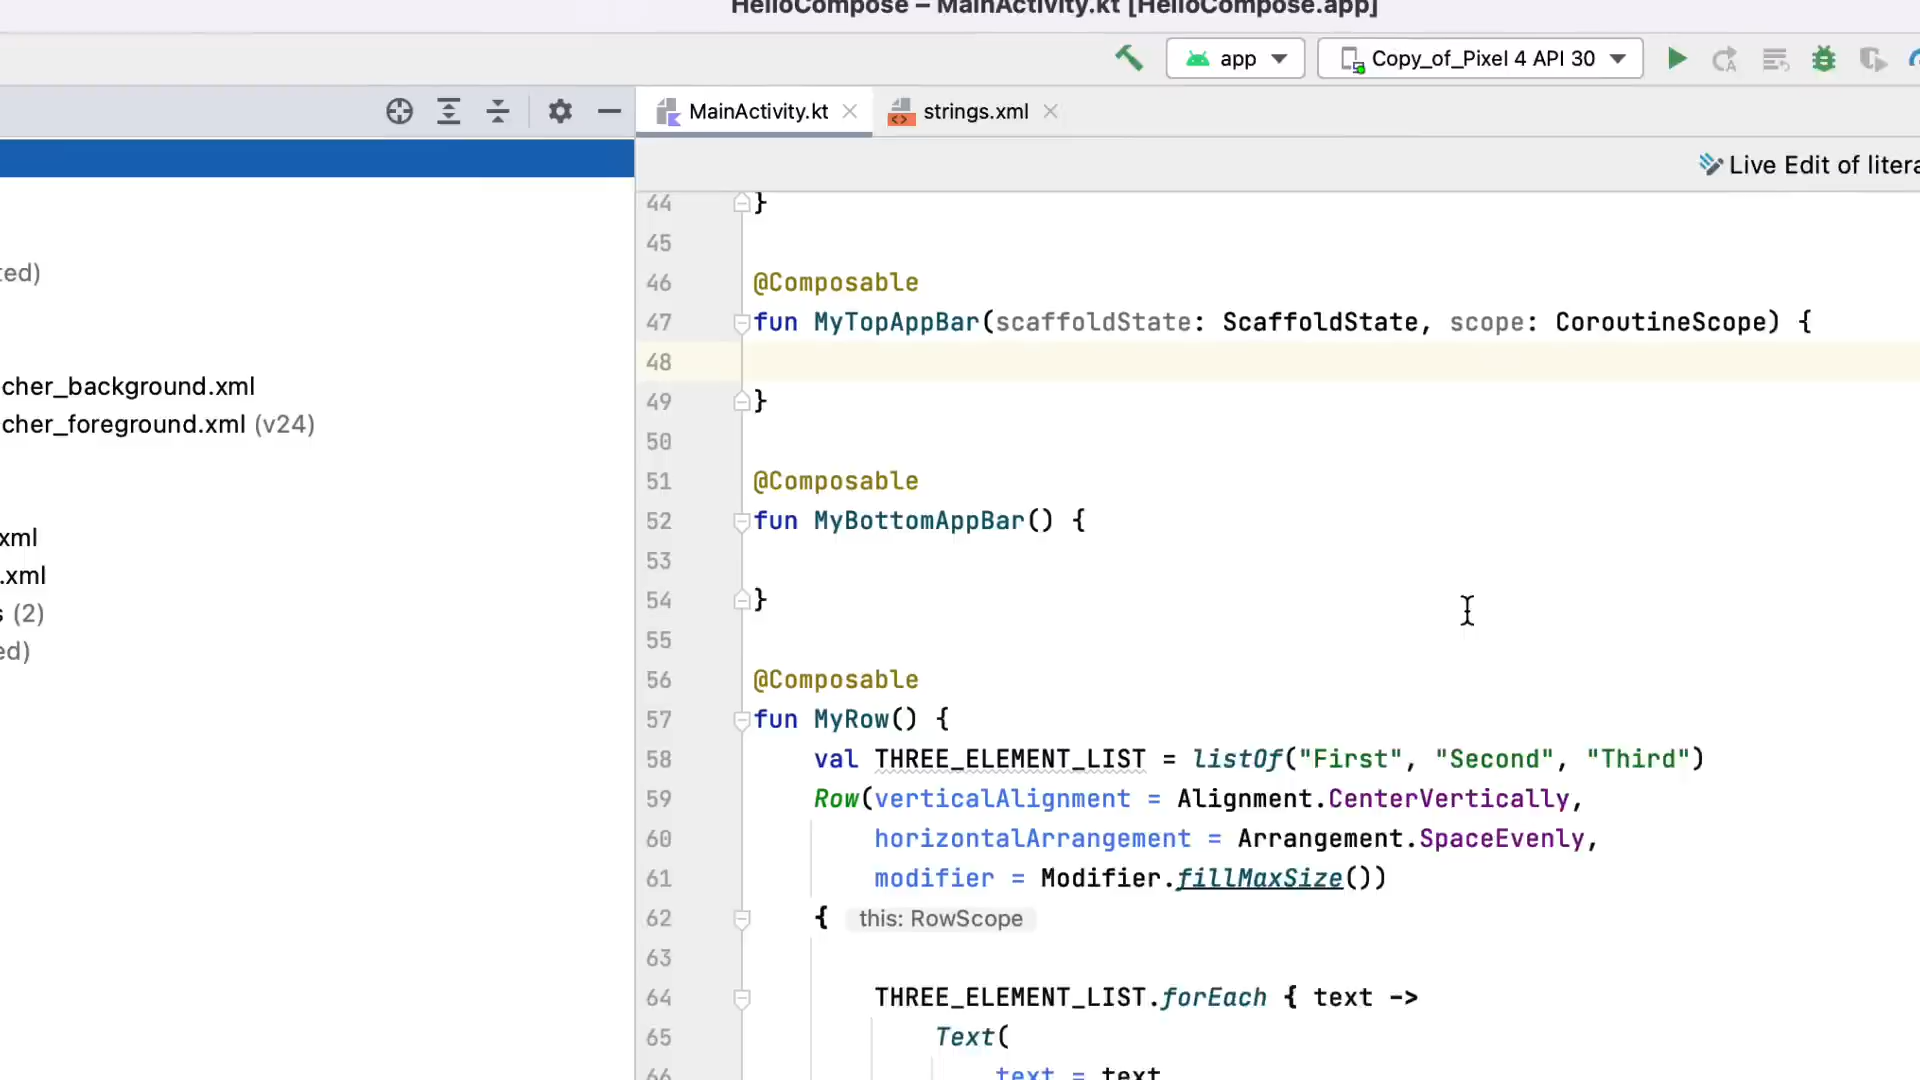 HelloCompose – MainActivity.kt [HelloCompose.app]
app
Copy_of_Pixel 4 API 30
MainActivity.kt
strings.xml
Live Edit of litera
ted)
cher_background.xml
cher_foreground.xml (v24)
xml
.xml
s (2)
ed)
44 }
45
46 @Composable
47 fun MyTopAppBar(scaffoldState: ScaffoldState, scope: CoroutineScope) {
48
49 }
50
51 @Composable
52 fun MyBottomAppBar() {
53
54 }
55
56 @Composable
57 fun MyRow() {
58 val THREE_ELEMENT_LIST = listOf("First", "Second", "Third")
59 Row(verticalAlignment = Alignment.CenterVertically,
60 horizontalArrangement = Arrangement.SpaceEvenly,
61 modifier = Modifier.fillMaxSize())
62 { this: RowScope
63
64 THREE_ELEMENT_LIST.forEach { text ->
65 Text(
66 text = text